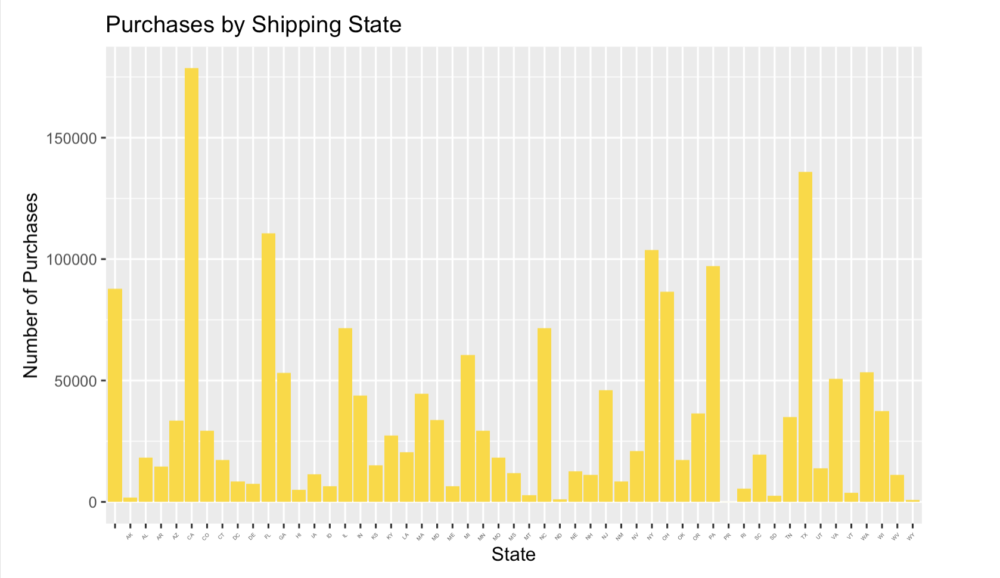 Purchases by Shipping State
Number of Purchases
150000
100000
50000
0
AK AL AR AZ CA CO CT DC DE FL GA HI IA ID IL IN KS KY LA MA MD ME MI MN MO MS MT NC ND NE NH NJ NM NV NY OH OK OR PA PR RI SC SD TN TX UT VA VT WA WI WV WY
State